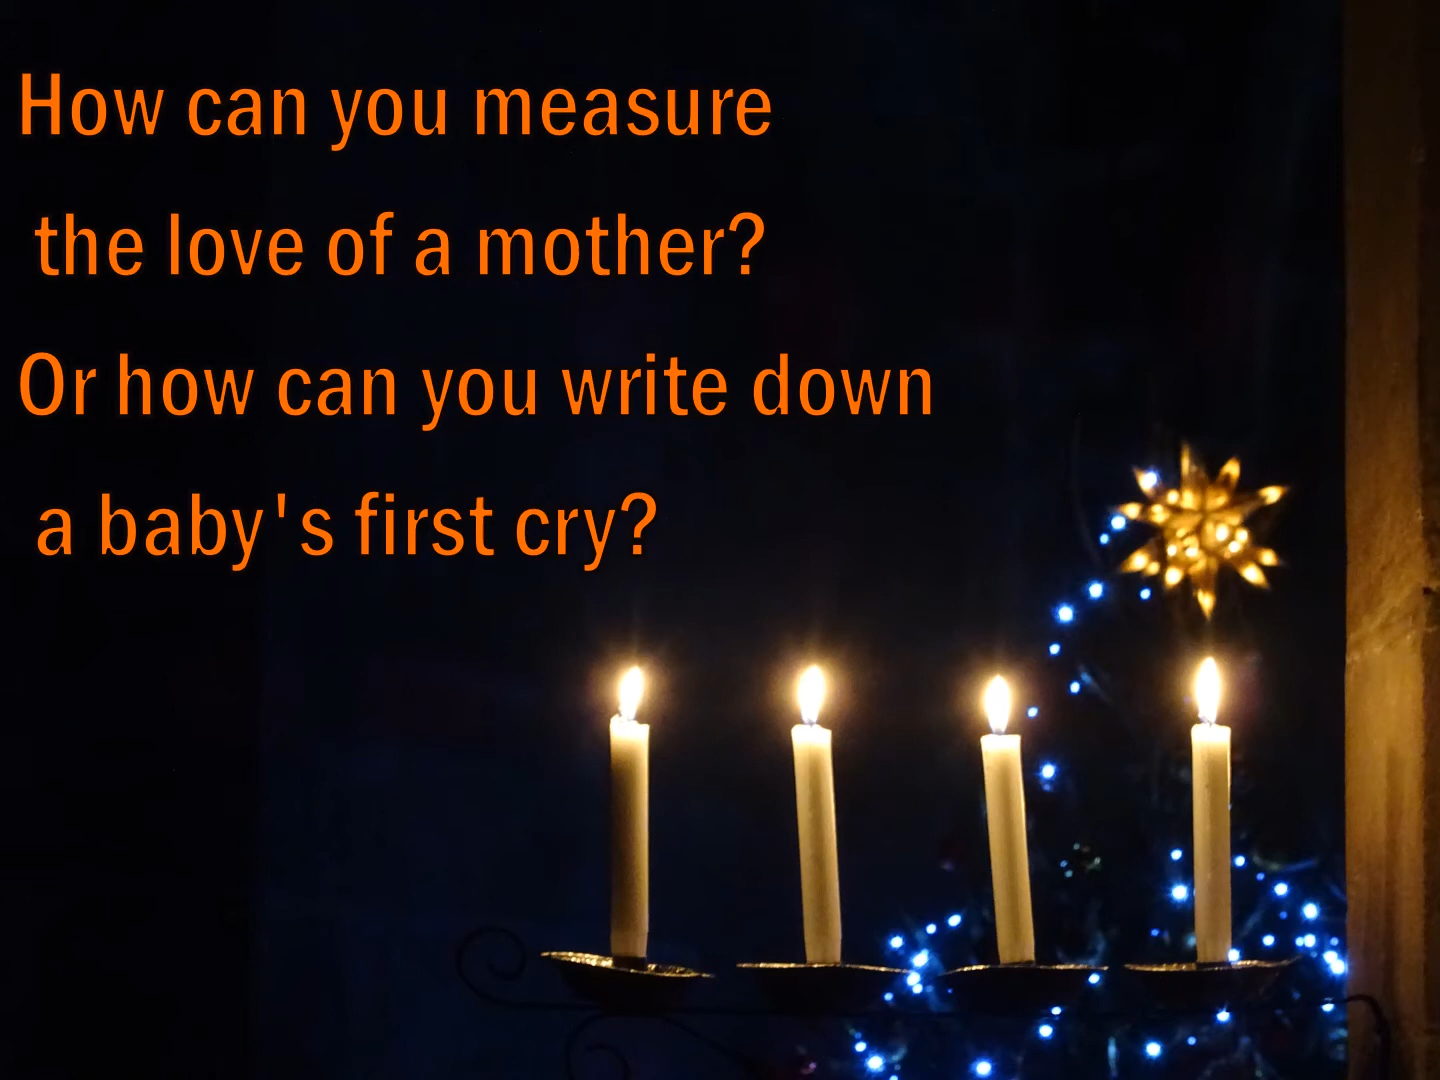 How can you measure
the love of a mother?
Or how can you write down
a baby's first cry?